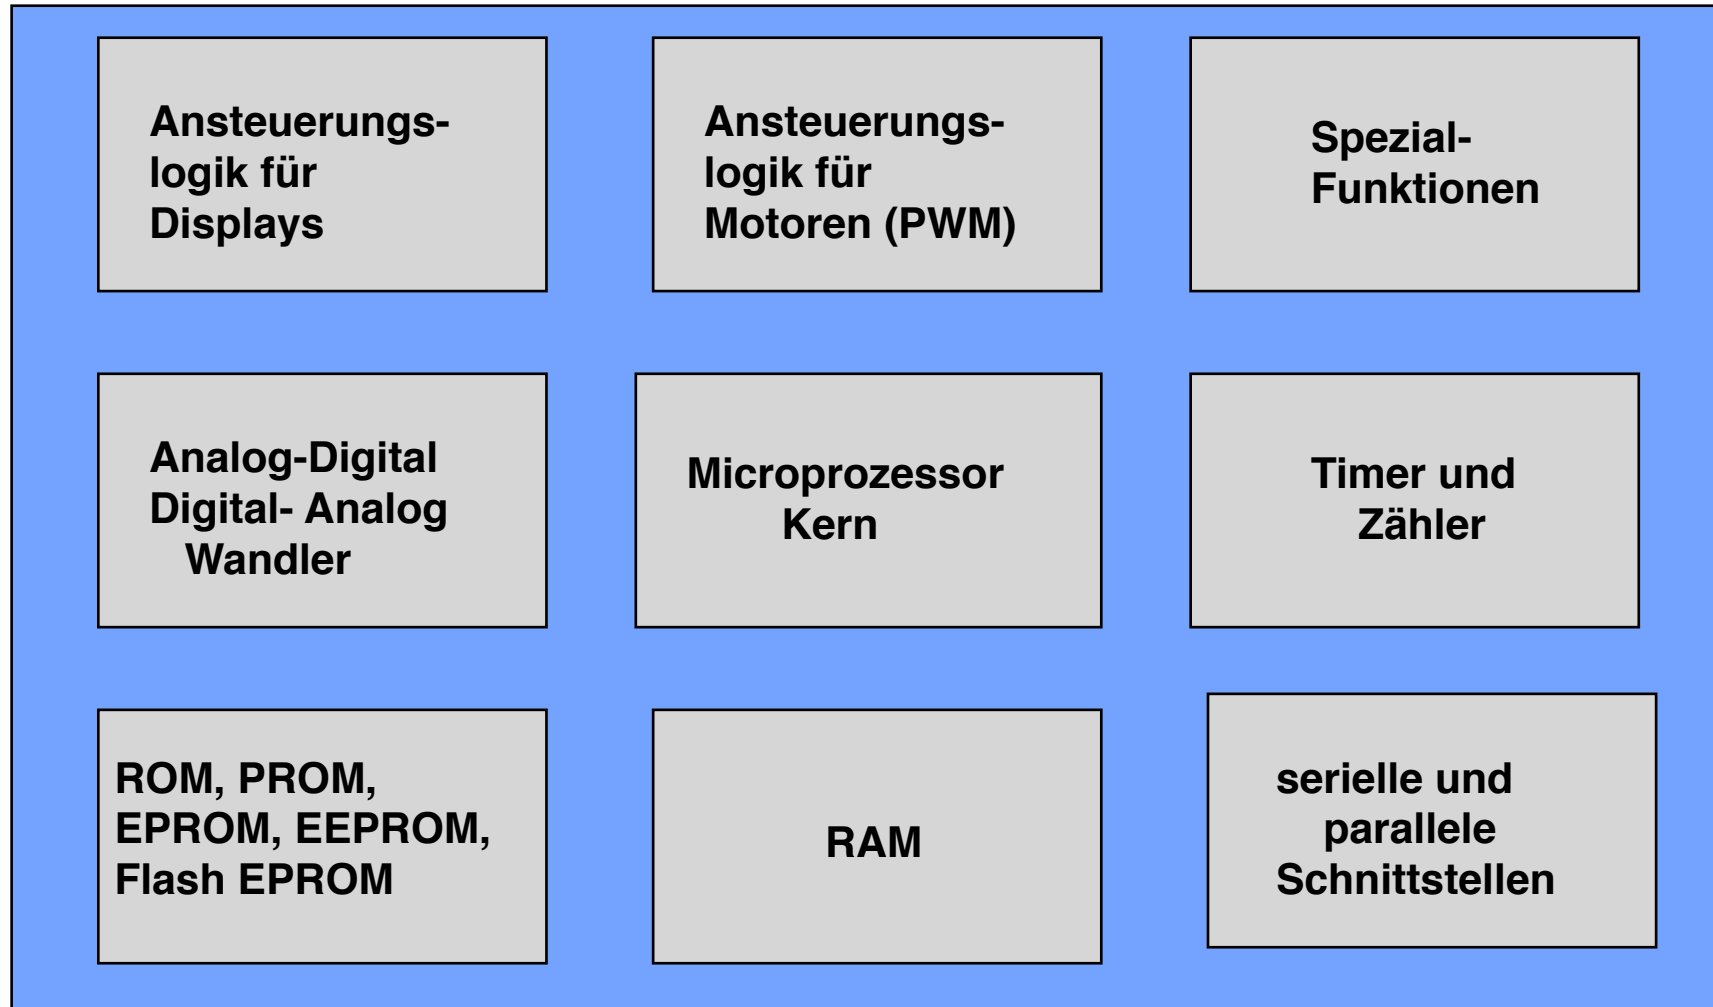 Ansteuerungs-
logik für
Displays
Ansteuerungs-
logik für
Motoren (PWM)
Spezial-
Funktionen
Analog-Digital
Digital- Analog
Wandler
Microprozessor
Kern
Timer und
Zähler
ROM, PROM,
EPROM, EEPROM,
Flash EPROM
RAM
serielle und
parallele
Schnittstellen